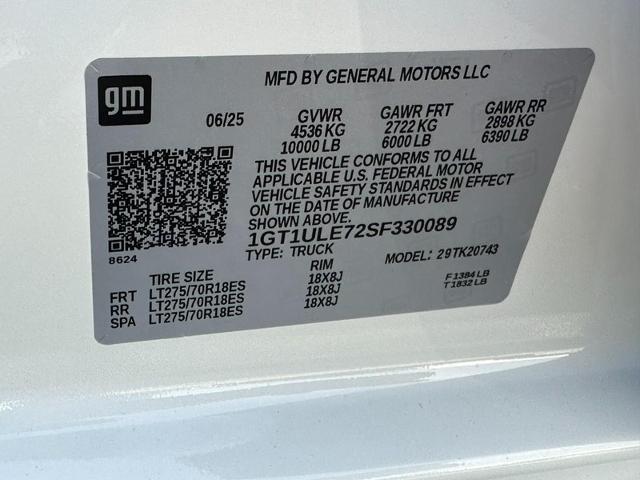 gm
MFD BY GENERAL MOTORS LLC
06/25 GVWR GAWR FRT GAWR RR
4536 KG 2722 KG 2898 KG
10000 LB 6000 LB 6390 LB
THIS VEHICLE CONFORMS TO ALL
APPLICABLE U.S. FEDERAL MOTOR
VEHICLE SAFETY STANDARDS IN EFFECT
ON THE DATE OF MANUFACTURE
SHOWN ABOVE.
1GT1ULE72SF330089
8624 TYPE: TRUCK MODEL: 29TK20743
TIRE SIZE RIM
FRT LT275/70R18ES 18X8J F 1384 LB
RR LT275/70R18ES 18X8J T 1832 LB
SPA LT275/70R18ES 18X8J